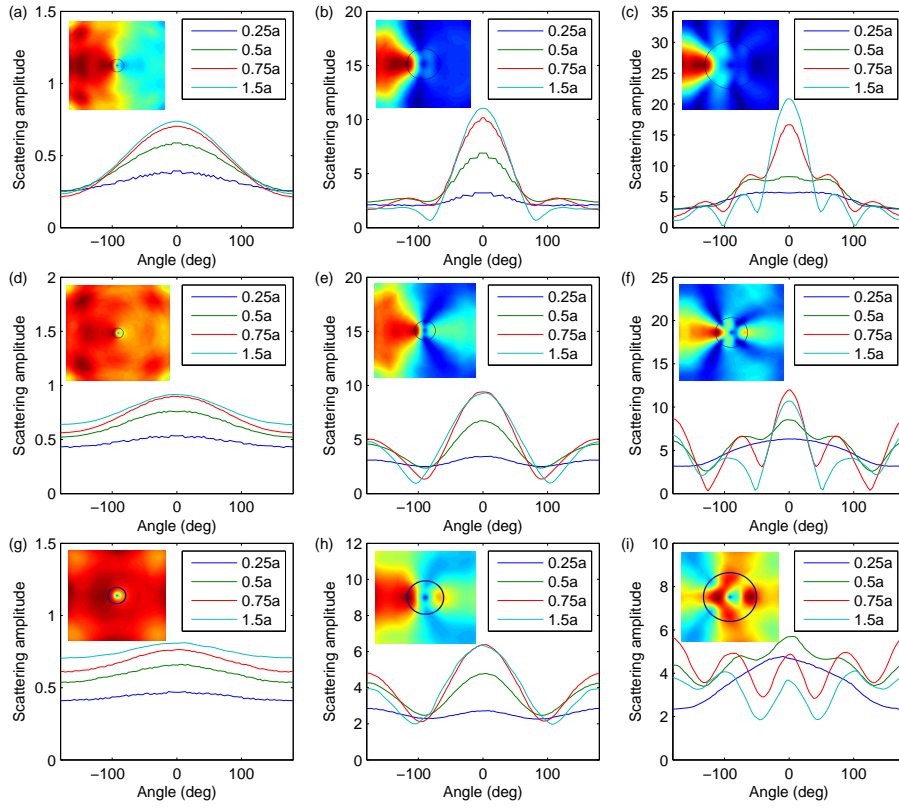 (a)
1.5
1
0.5
0
Scattering amplitude
−100 0 100
Angle (deg)
0.25a
0.5a
0.75a
1.5a
(b)
20
15
10
5
0
Scattering amplitude
−100 0 100
Angle (deg)
0.25a
0.5a
0.75a
1.5a
(c)
35
30
25
20
15
10
5
0
Scattering amplitude
−100 0 100
Angle (deg)
0.25a
0.5a
0.75a
1.5a
(d)
2
1.5
1
0.5
0
Scattering amplitude
−100 0 100
Angle (deg)
0.25a
0.5a
0.75a
1.5a
(e)
20
15
10
5
0
Scattering amplitude
−100 0 100
Angle (deg)
0.25a
0.5a
0.75a
1.5a
(f)
25
20
15
10
5
0
Scattering amplitude
−100 0 100
Angle (deg)
0.25a
0.5a
0.75a
1.5a
(g)
1.5
1
0.5
0
Scattering amplitude
−100 0 100
Angle (deg)
0.25a
0.5a
0.75a
1.5a
(h)
12
10
8
6
4
2
0
Scattering amplitude
−100 0 100
Angle (deg)
0.25a
0.5a
0.75a
1.5a
(i)
10
8
6
4
2
0
Scattering amplitude
−100 0 100
Angle (deg)
0.25a
0.5a
0.75a
1.5a